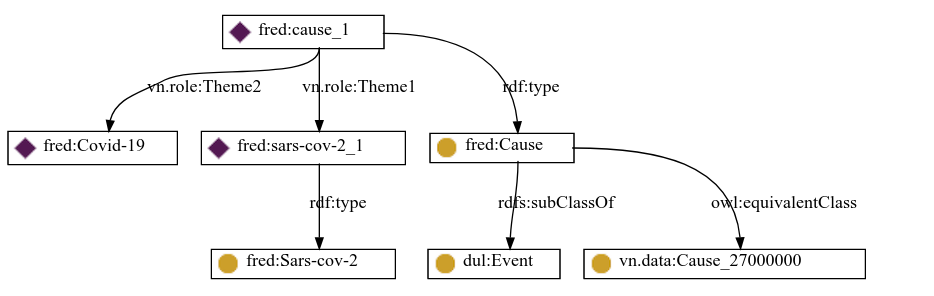 fred:cause_1
vn.role:Theme2
vn.role:Theme1
rdf:type
fred:Covid-19
fred:sars-cov-2_1
fred:Cause
rdf:type
rdfs:subClassOf
owl:equivalentClass
fred:Sars-cov-2
dul:Event
vn.data:Cause_27000000